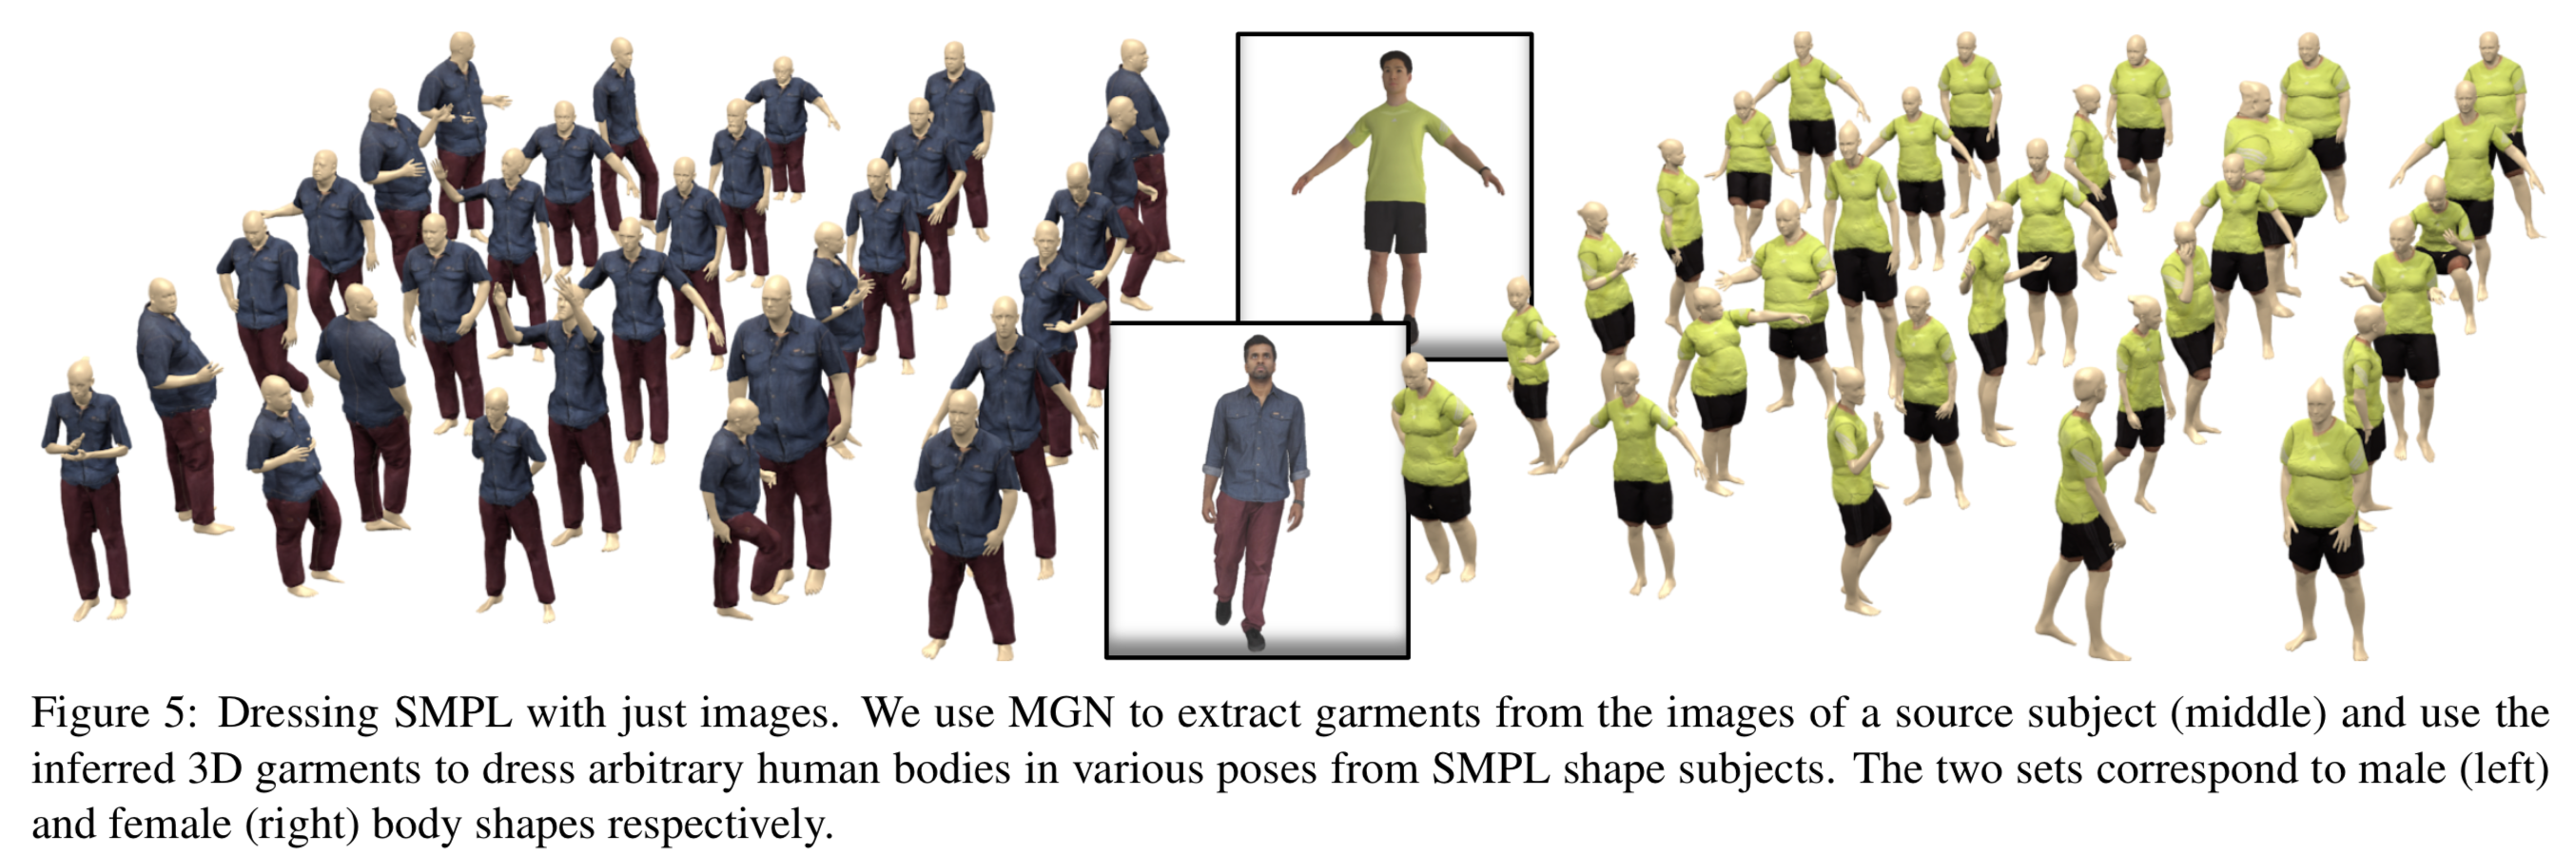 Figure 5: Dressing SMPL with just images. We use MGN to extract garments from the images of a source subject (middle) and use the
inferred 3D garments to dress arbitrary human bodies in various poses from SMPL shape subjects. The two sets correspond to male (left)
and female (right) body shapes respectively.